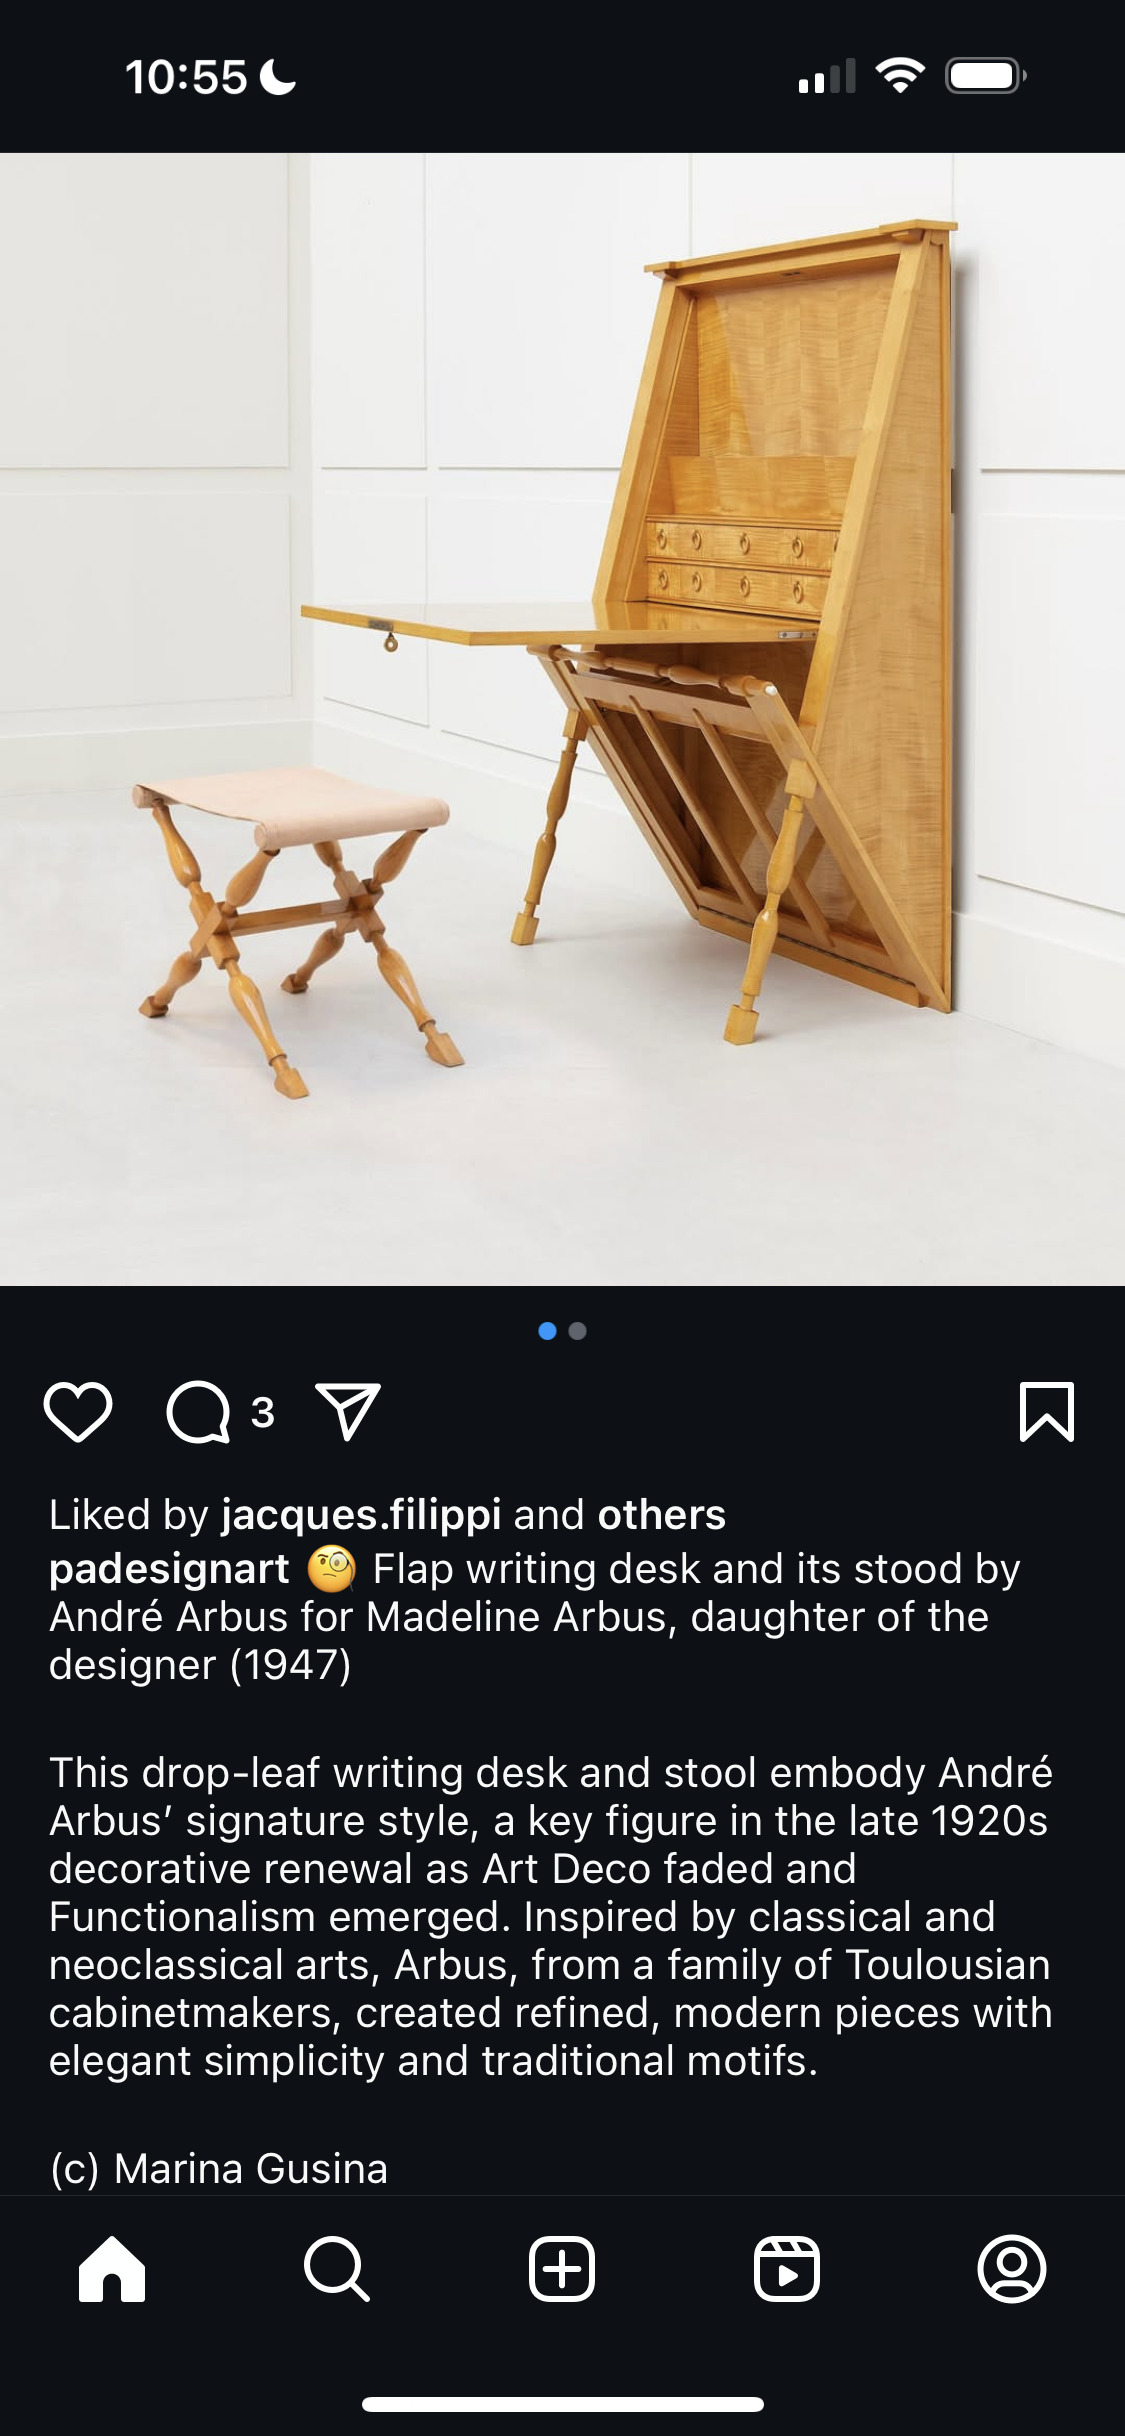 10:55
3
Liked by jacques.filippi and others
padesignart 🧐 Flap writing desk and its stood by
André Arbus for Madeline Arbus, daughter of the
designer (1947)
This drop-leaf writing desk and stool embody André
Arbus’ signature style, a key figure in the late 1920s
decorative renewal as Art Deco faded and
Functionalism emerged. Inspired by classical and
neoclassical arts, Arbus, from a family of Toulousian
cabinetmakers, created refined, modern pieces with
elegant simplicity and traditional motifs.
(c) Marina Gusina